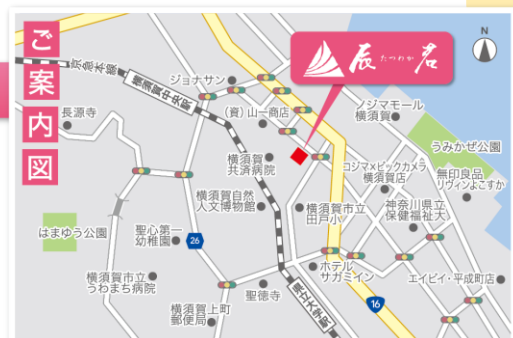 ご案内図
N
辰一名
たつわか
京急本線
横須賀中央駅
ジョナサン
(資)山一商店
ノジマモール
横須賀
長源寺
うみかぜ公園
横須賀
共済病院
コジマ×ビックカメラ
横須賀店
無印良品
リヴィンよこすか
横須賀自然
人文博物館
横須賀市立
田戸小
神奈川県立
保健福祉大
はまゆう公園
聖心第一
幼稚園
26
ホテル
サガミイン
横須賀市立
うわまち病院
聖徳寺
県立大学駅
エイビイ・平成町店
16
横須賀上町
郵便局